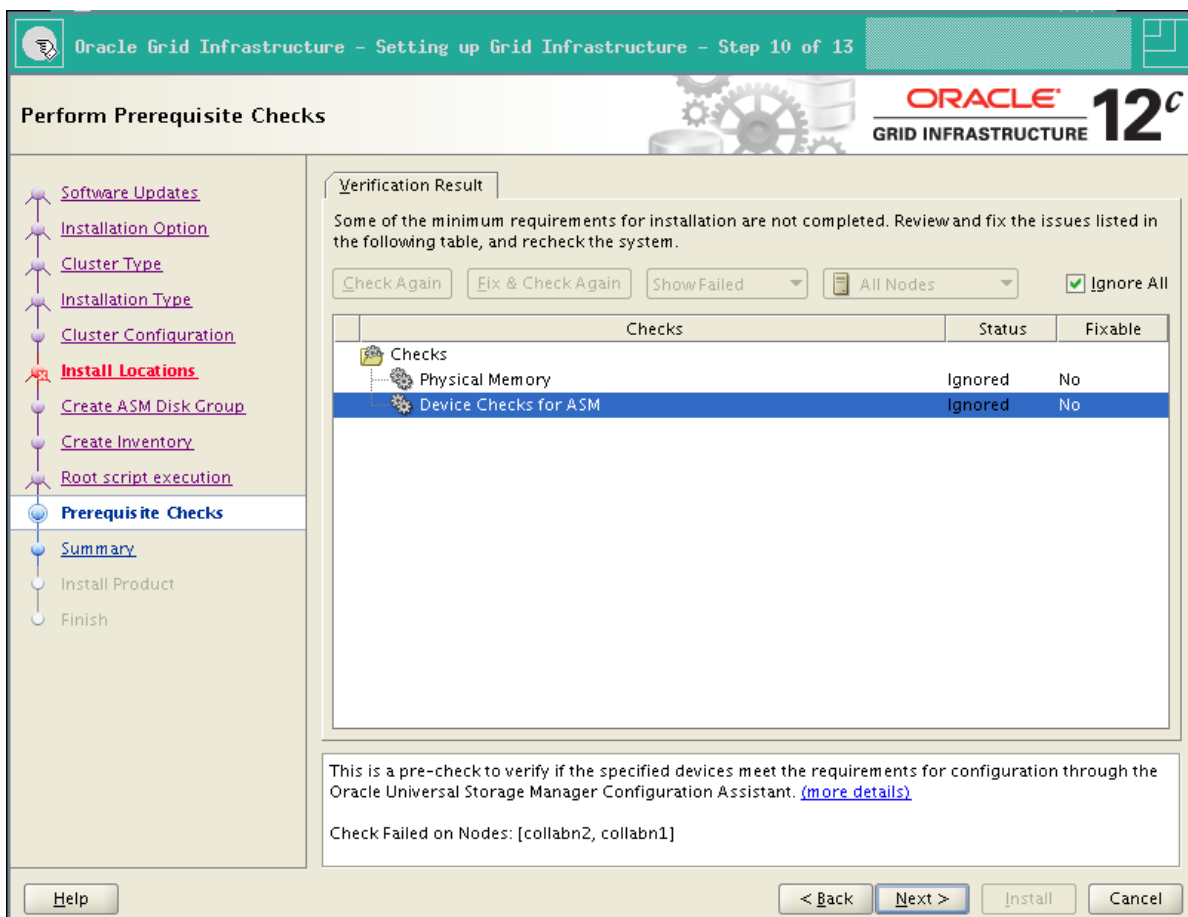 Oracle Grid Infrastructure - Setting up Grid Infrastructure - Step 10 of 13
Perform Prerequisite Checks
ORACLE
GRID INFRASTRUCTURE
12c
Software Updates
Installation Option
Cluster Type
Installation Type
Cluster Configuration
Install Locations
Create ASM Disk Group
Create Inventory
Root script execution
Prerequisite Checks
Summary
Install Product
Finish
Verification Result
Some of the minimum requirements for installation are not completed. Review and fix the issues listed in
the following table, and recheck the system.
Check Again Fix & Check Again Show Failed All Nodes Ignore All
Checks Status Fixable
Checks
Physical Memory Ignored No
Device Checks for ASM Ignored No
This is a pre-check to verify if the specified devices meet the requirements for configuration through the
Oracle Universal Storage Manager Configuration Assistant. (more details)
Check Failed on Nodes: [collabn2, collabn1]
Help < Back Next > Install Cancel